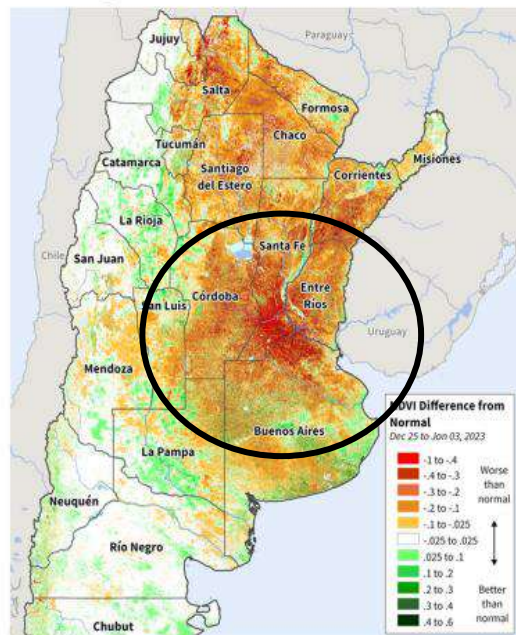 Jujuy
Paraguay
Salta
Formosa
Chaco
Tucumán
Santiago
del Estero
Catamarca
Misiones
Corrientes
La Rioja
Santa Fe
Chile
San Juan
Entre
Rios
San Luis
Córdoba
Uruguay
Mendoza
Buenos Aires
La Pampa
Neuquén
Río Negro
Chubut
NDVI Difference from
Normal
Dec 25 to Jan 03, 2023
-1 to -.4
-.4 to -.3
-.3 to -.2
-.2 to -.1
-.1 to -.025
-.025 to .025
.025 to .1
.1 to .2
.2 to .3
.3 to .4
.4 to .6
Worse
than
normal
Better
than
normal